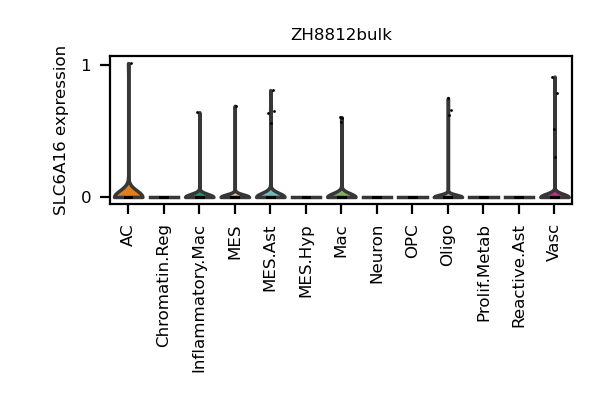 ZH8812bulk
SLC6A16 expression
1
0
AC
Chromatin.Reg
Inflammatory.Mac
MES
MES.Ast
MES.Hyp
Mac
Neuron
OPC
Oligo
Prolif.Metab
Reactive.Ast
Vasc